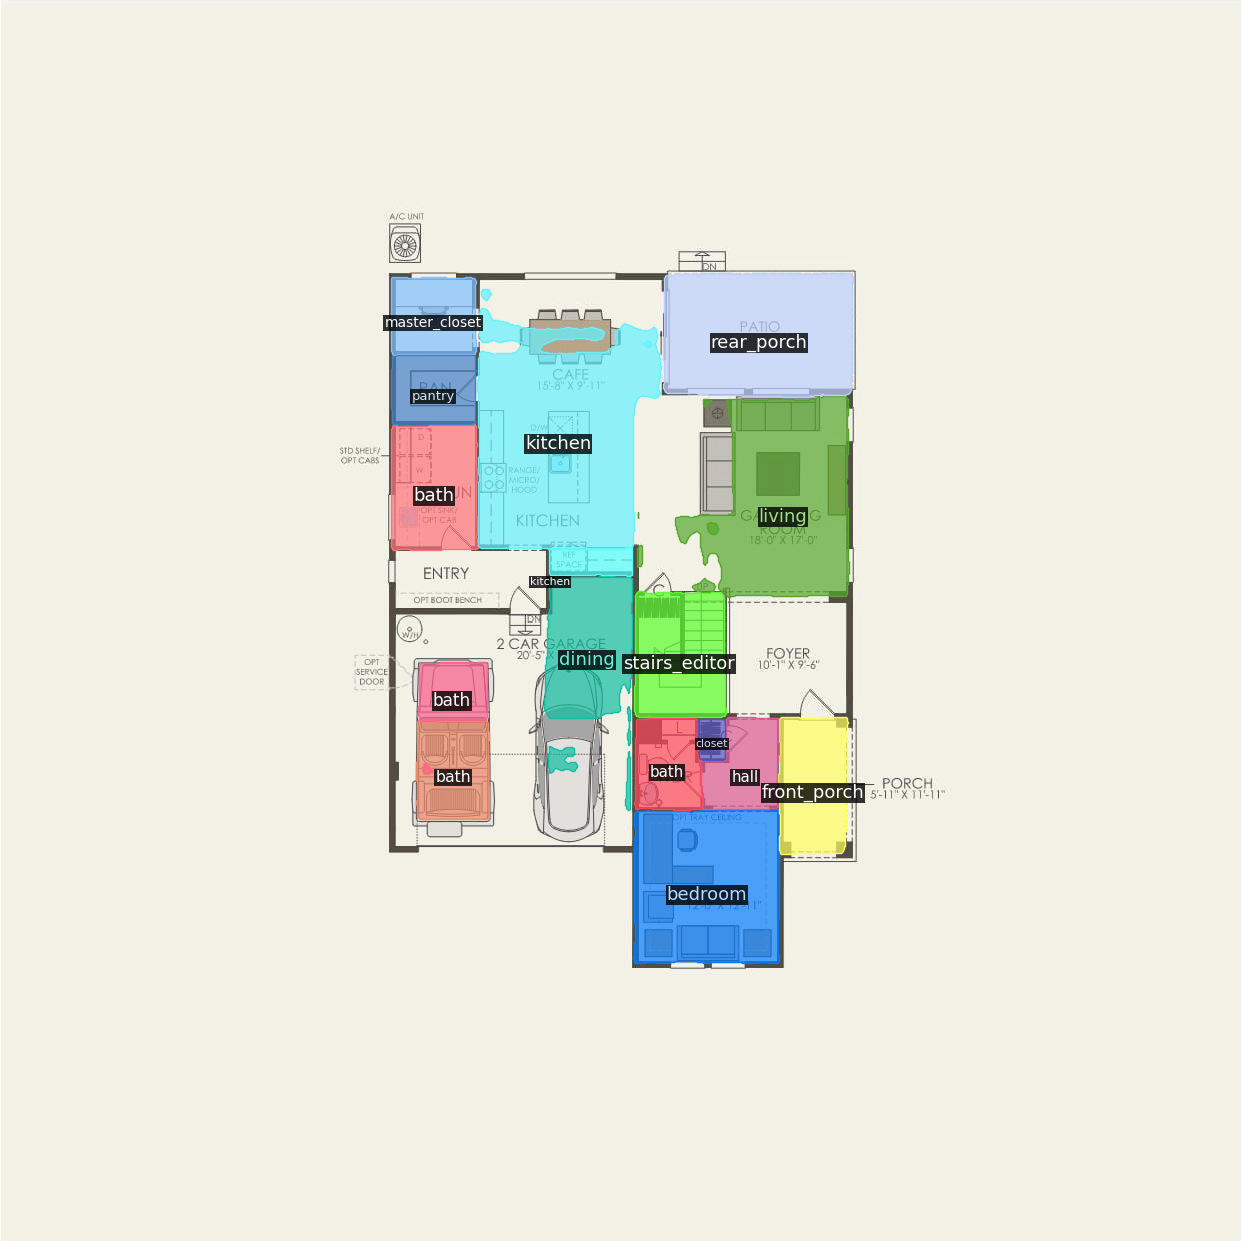 A/C UNIT
DN
master_closet
PATIO
rear_porch
CAFE
15'-8" X 9'-11"
PAN
pantry
D/W
kitchen
STD SHELF/
OPT CABS
D
W
RANGE/
MICRO/
HOOD
bath
OPT SINK/
OPT CAB
KITCHEN
living
ROOM
18'-0" X 17'-0"
REF
SPACE
ENTRY
kitchen
OPT BOOT BENCH
C
UP
DN
W/H
2 CAR GARAGE
20'-5" X
dining
stairs_editor
FOYER
10'-1" X 9'-6"
OPT
SERVICE
DOOR
bath
L
closet
bath
bath
hall
front_porch
PORCH
5'-11" X 11'-11"
OPT TRAY CEILING
bedroom
12'-0" X 12'-11"